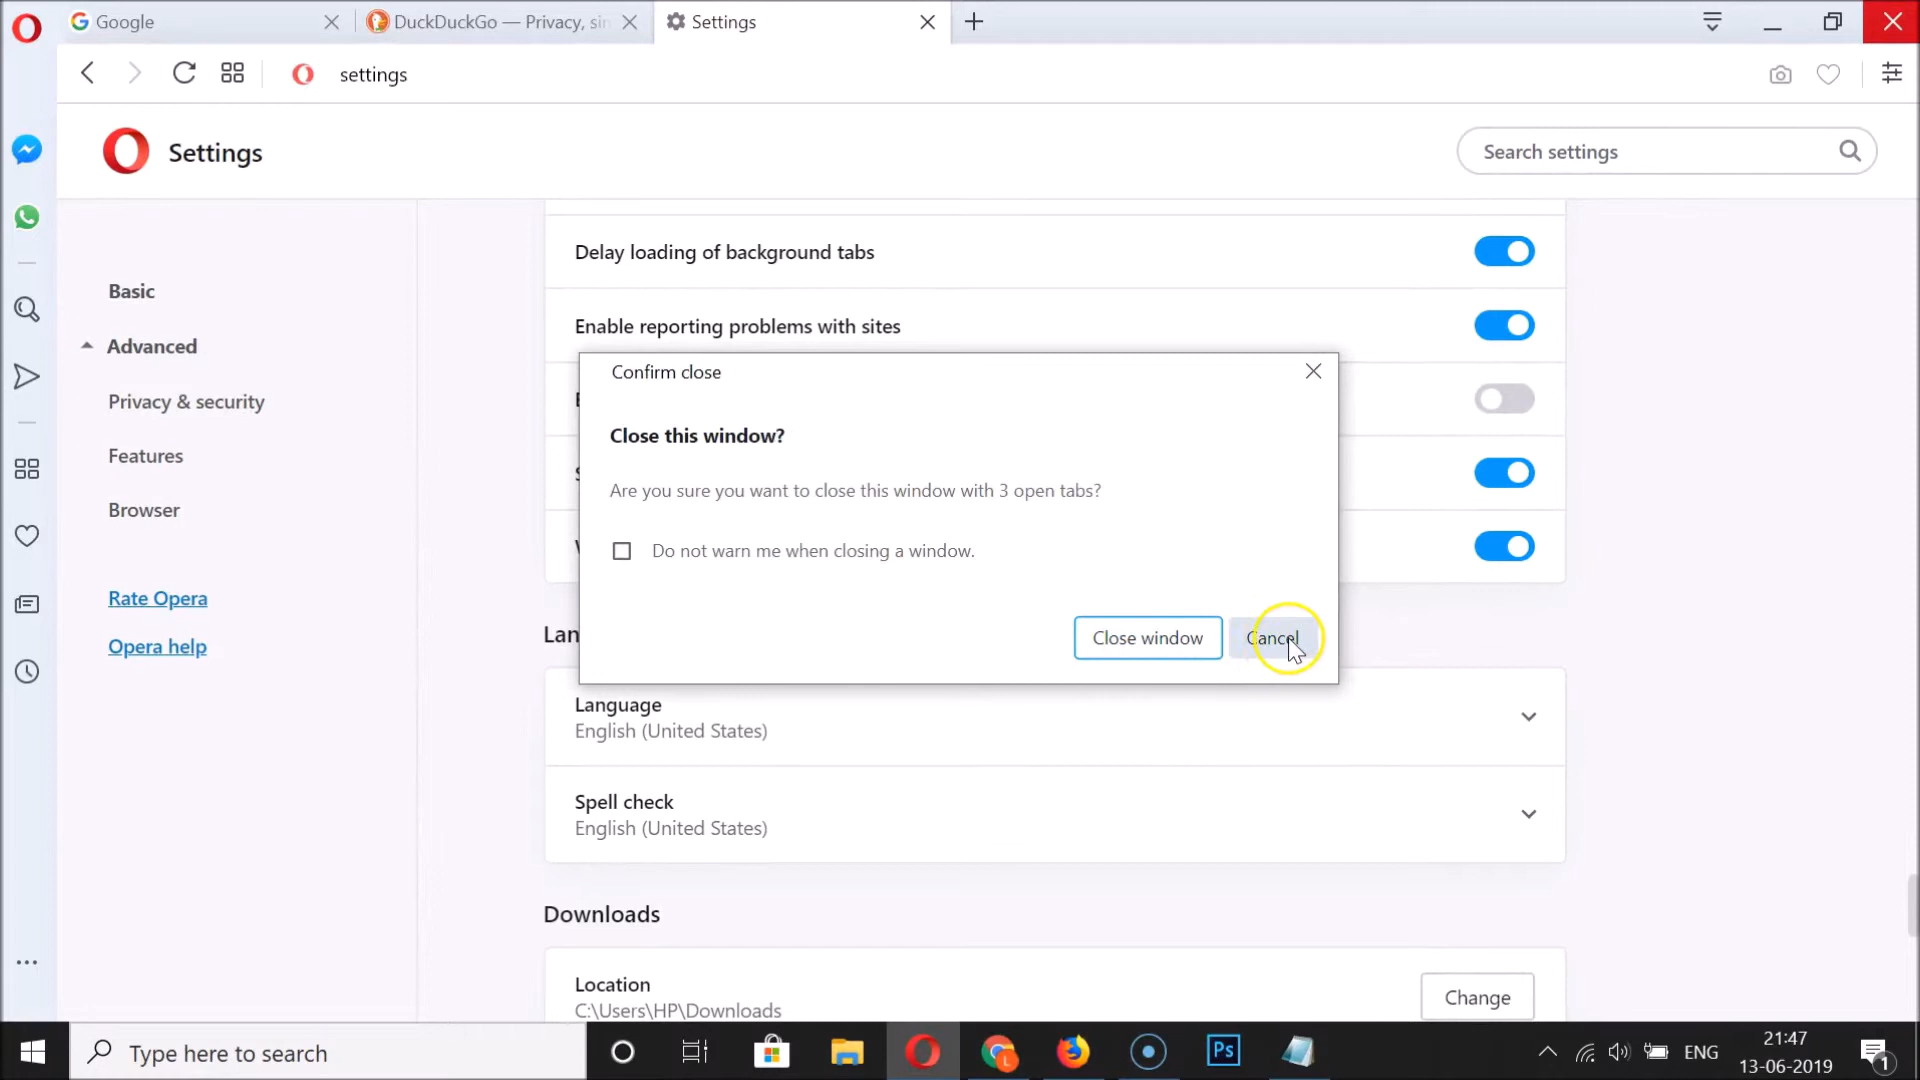 Google
DuckDuckGo — Privacy, sin
Settings
settings
Settings
Search settings
Basic
Advanced
Privacy & security
Features
Browser
Rate Opera
Opera help
Delay loading of background tabs
Enable reporting problems with sites
Confirm close
Close this window?
Are you sure you want to close this window with 3 open tabs?
Do not warn me when closing a window.
Close window
Cancel
Lan
Language
English (United States)
Spell check
English (United States)
Downloads
Location
C:\Users\HP\Downloads
Change
Type here to search
L
Ps
ENG
21:47
13-06-2019
1